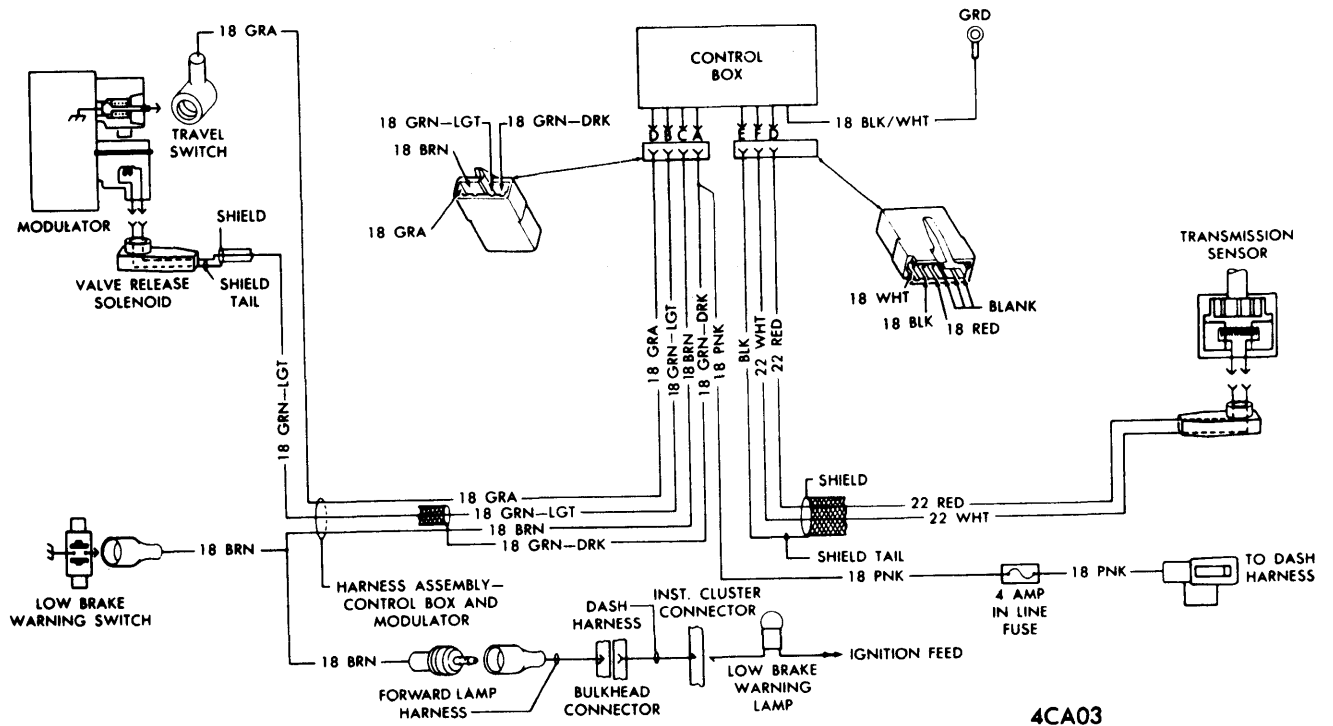 GRD
18 GRA
CONTROL
BOX
18 BLK/WHT
D B C A
E F D
18 GRN-LGT
18 GRN-DRK
18 BRN
18 GRA
TRAVEL
SWITCH
MODULATOR
SHIELD
VALVE RELEASE
SOLENOID
SHIELD
TAIL
TRANSMISSION
SENSOR
18 WHT
18 BLK
18 RED
BLANK
18 GRN-LGT
18 GRA
18 GRN-LGT
18 BRN
18 GRN-DRK
18 PNK
BLK
22 WHT
22 RED
SHIELD
18 GRA
18 GRN-LGT
18 BRN
18 GRN-DRK
22 RED
22 WHT
SHIELD TAIL
18 BRN
LOW BRAKE
WARNING SWITCH
HARNESS ASSEMBLY-
CONTROL BOX AND
MODULATOR
18 PNK
18 PNK
4 AMP
IN LINE
FUSE
TO DASH
HARNESS
DASH
HARNESS
INST. CLUSTER
CONNECTOR
18 BRN
FORWARD LAMP
HARNESS
BULKHEAD
CONNECTOR
LOW BRAKE
WARNING
LAMP
IGNITION FEED
4CA03